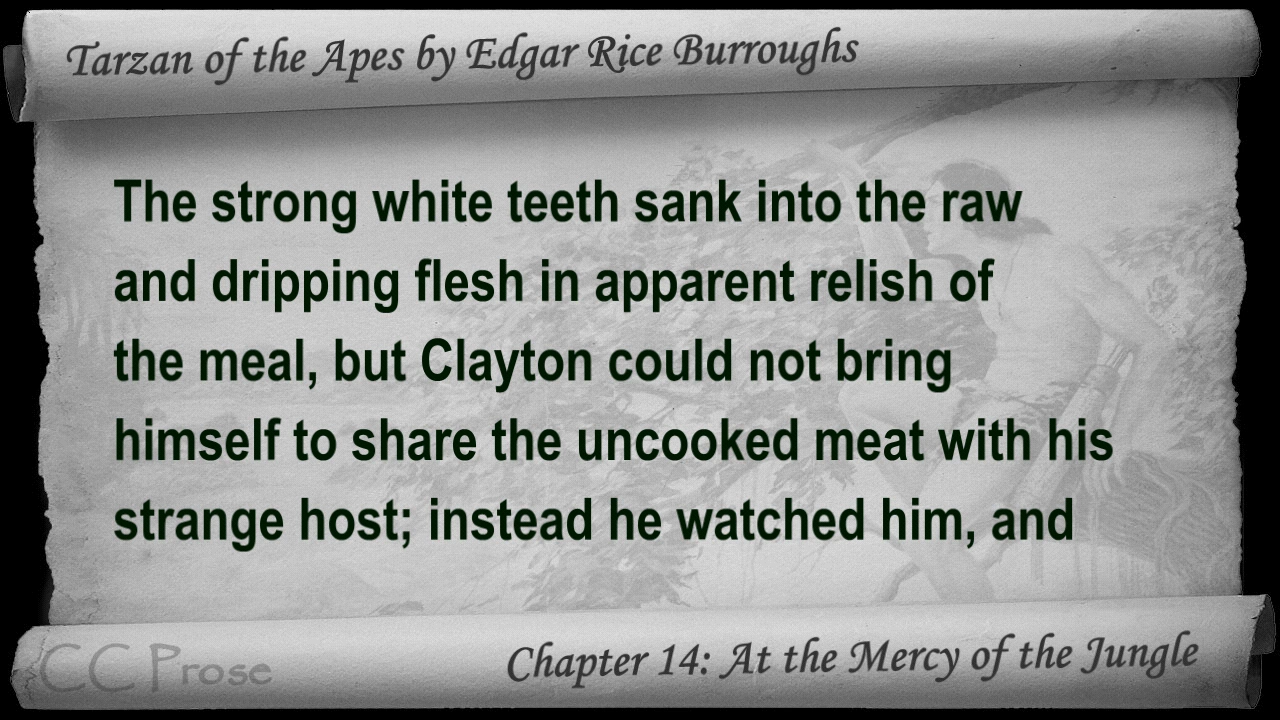 Tarzan of the Apes by Edgar Rice Burroughs
The strong white teeth sank into the raw
and dripping flesh in apparent relish of
the meal, but Clayton could not bring
himself to share the uncooked meat with his
strange host; instead he watched him, and
CC Prose
Chapter 14: At the Mercy of the Jungle